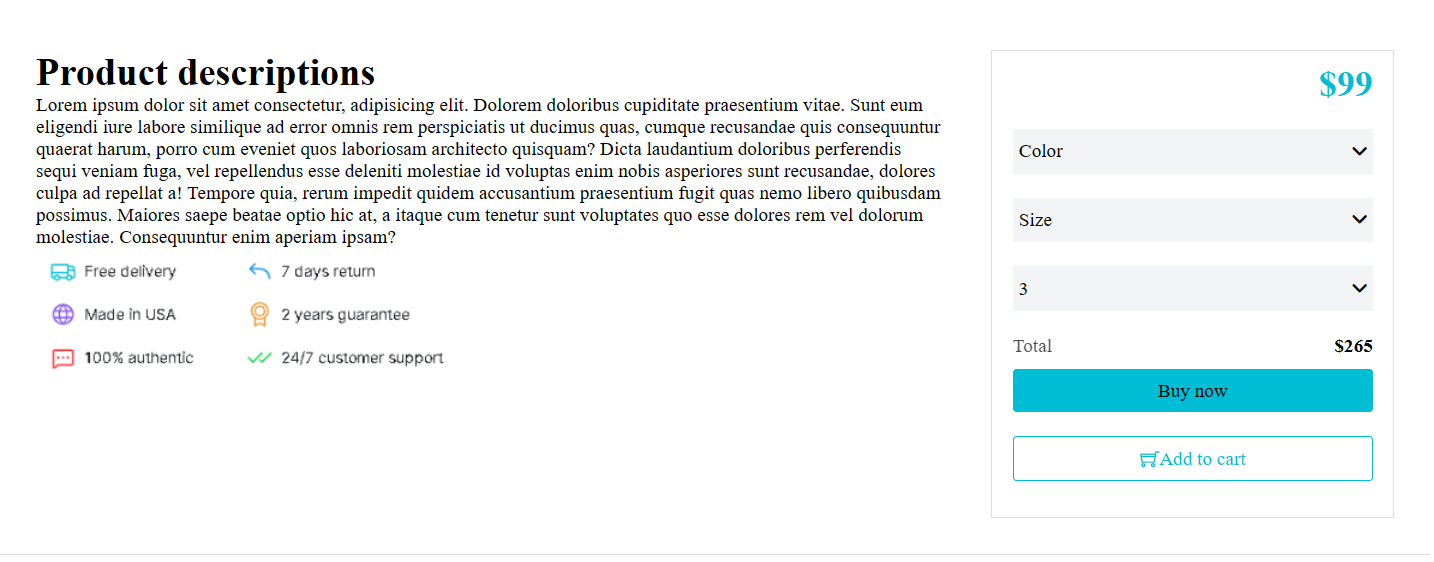 Product descriptions
Lorem ipsum dolor sit amet consectetur, adipisicing elit. Dolorem doloribus cupiditate praesentium vitae. Sunt eum
eligendi iure labore similique ad error omnis rem perspiciatis ut ducimus quas, cumque recusandae quis consequuntur
quaerat harum, porro cum eveniet quos laboriosam architecto quisquam? Dicta laudantium doloribus perferendis
sequi veniam fuga, vel repellendus esse deleniti molestiae id voluptas enim nobis asperiores sunt recusandae, dolores
culpa ad repellat a! Tempore quia, rerum impedit quidem accusantium praesentium fugit quas nemo libero quibusdam
possimus. Maiores saepe beatae optio hic at, a itaque cum tenetur sunt voluptates quo esse dolores rem vel dolorum
molestiae. Consequuntur enim aperiam ipsam?
Free delivery
7 days return
Made in USA
2 years guarantee
100% authentic
24/7 customer support
$99
Color
Size
3
Total $265
Buy now
Add to cart